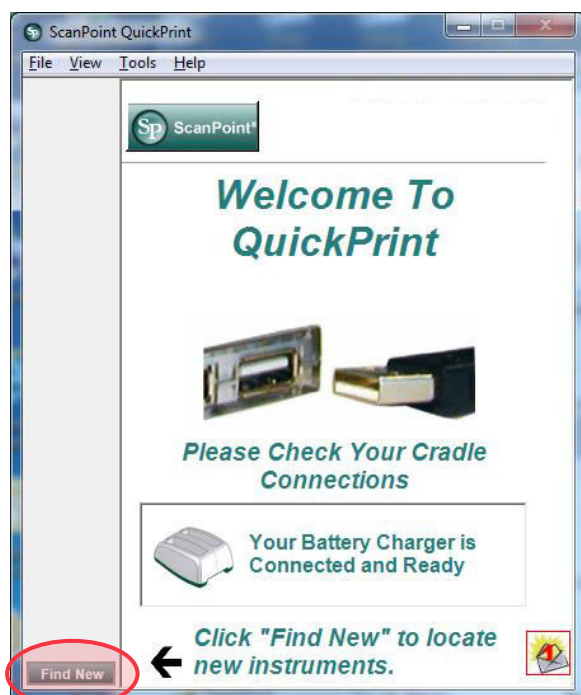 ScanPoint QuickPrint
File View Tools Help
Sp ScanPoint®
Welcome To
QuickPrint
Please Check Your Cradle
Connections
Your Battery Charger is
Connected and Ready
Click "Find New" to locate
new instruments.
Find New